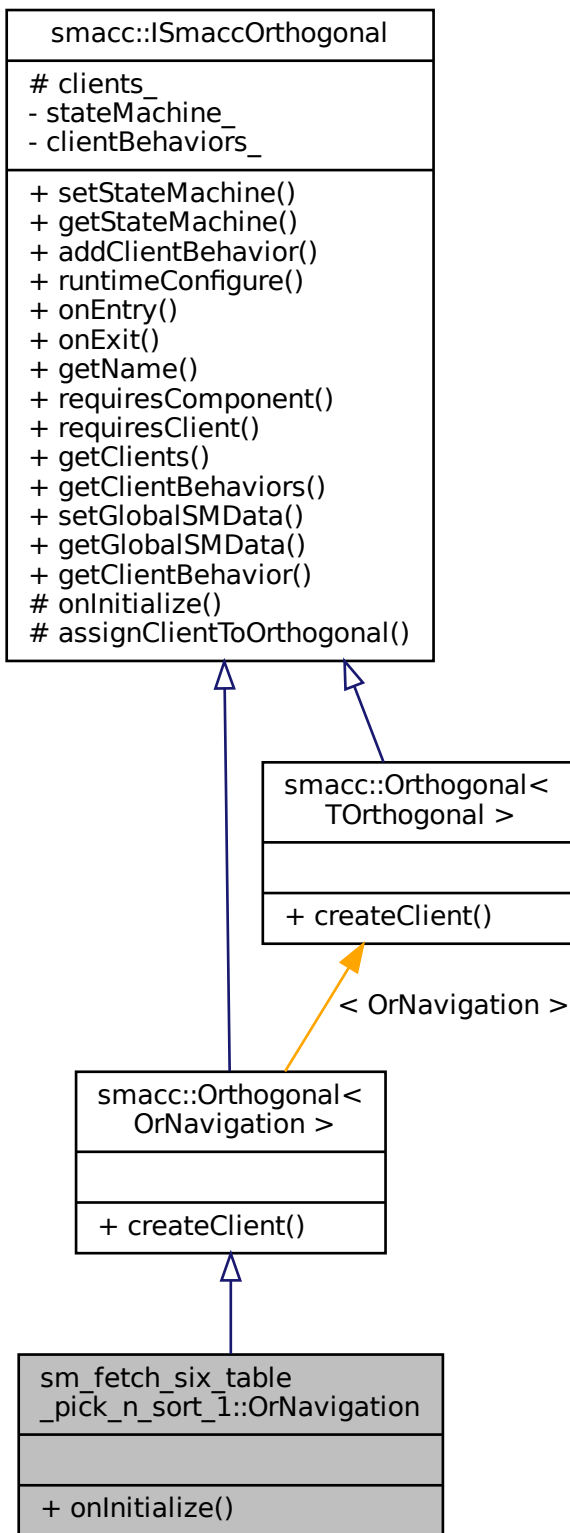 smacc::ISmaccOrthogonal
# clients_
- stateMachine_
- clientBehaviors_
+ setStateMachine()
+ getStateMachine()
+ addClientBehavior()
+ runtimeConfigure()
+ onEntry()
+ onExit()
+ getName()
+ requiresComponent()
+ requiresClient()
+ getClients()
+ getClientBehaviors()
+ setGlobalSMData()
+ getGlobalSMData()
+ getClientBehavior()
# onInitialize()
# assignClientToOrthogonal()
smacc::Orthogonal<
TOrthogonal >
+ createClient()
< OrNavigation >
smacc::Orthogonal<
OrNavigation >
+ createClient()
sm_fetch_six_table
_pick_n_sort_1::OrNavigation
+ onInitialize()